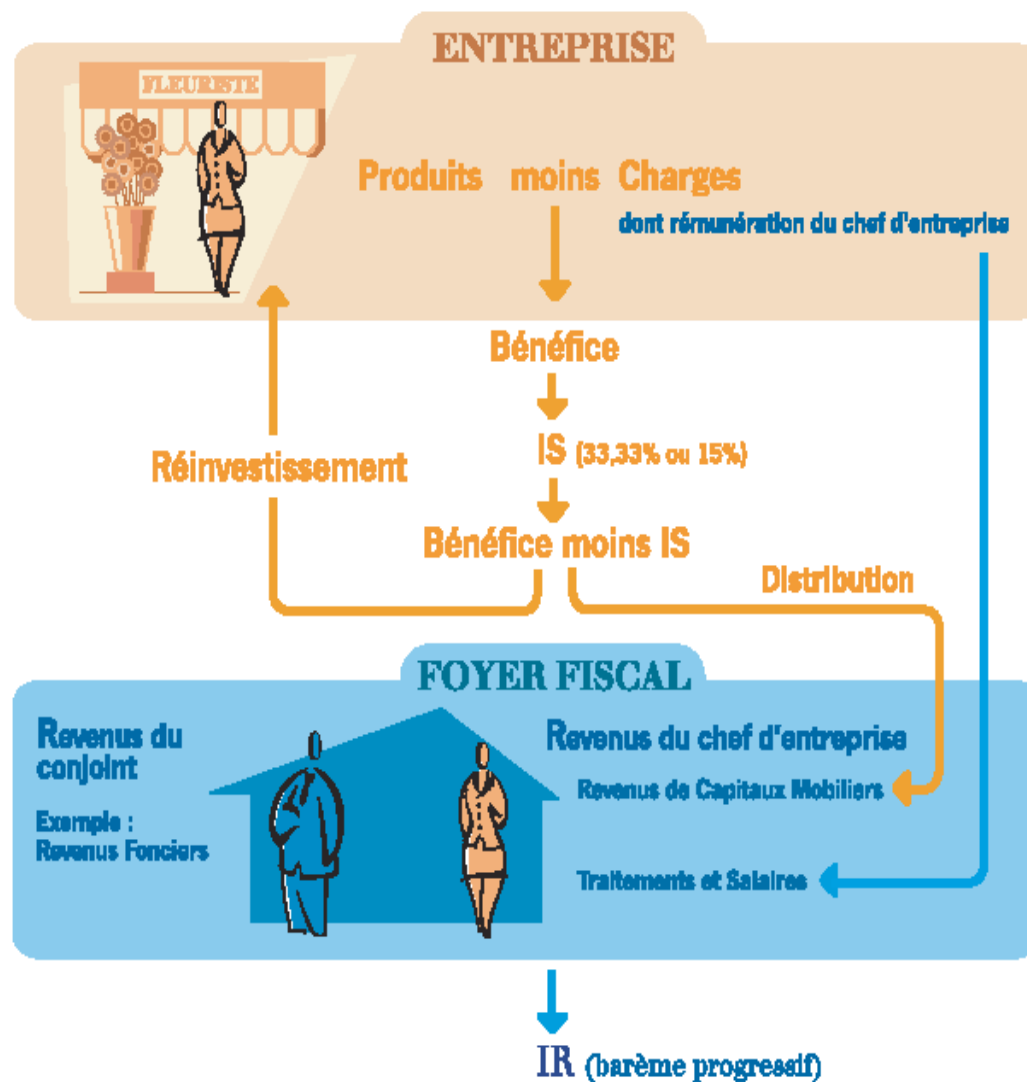 ENTREPRISE
FLEURISTE
Produits moins Charges
dont rémunération du chef d'entreprise
Bénéfice
IS (33,33% ou 15%)
Réinvestissement
Bénéfice moins IS
Distribution
FOYER FISCAL
Revenus du
conjoint
Exemple :
Revenus Fonciers
Revenus du chef d'entreprise
Revenus de Capitaux Mobiliers
Traitements et Salaires
IR (barème progressif)